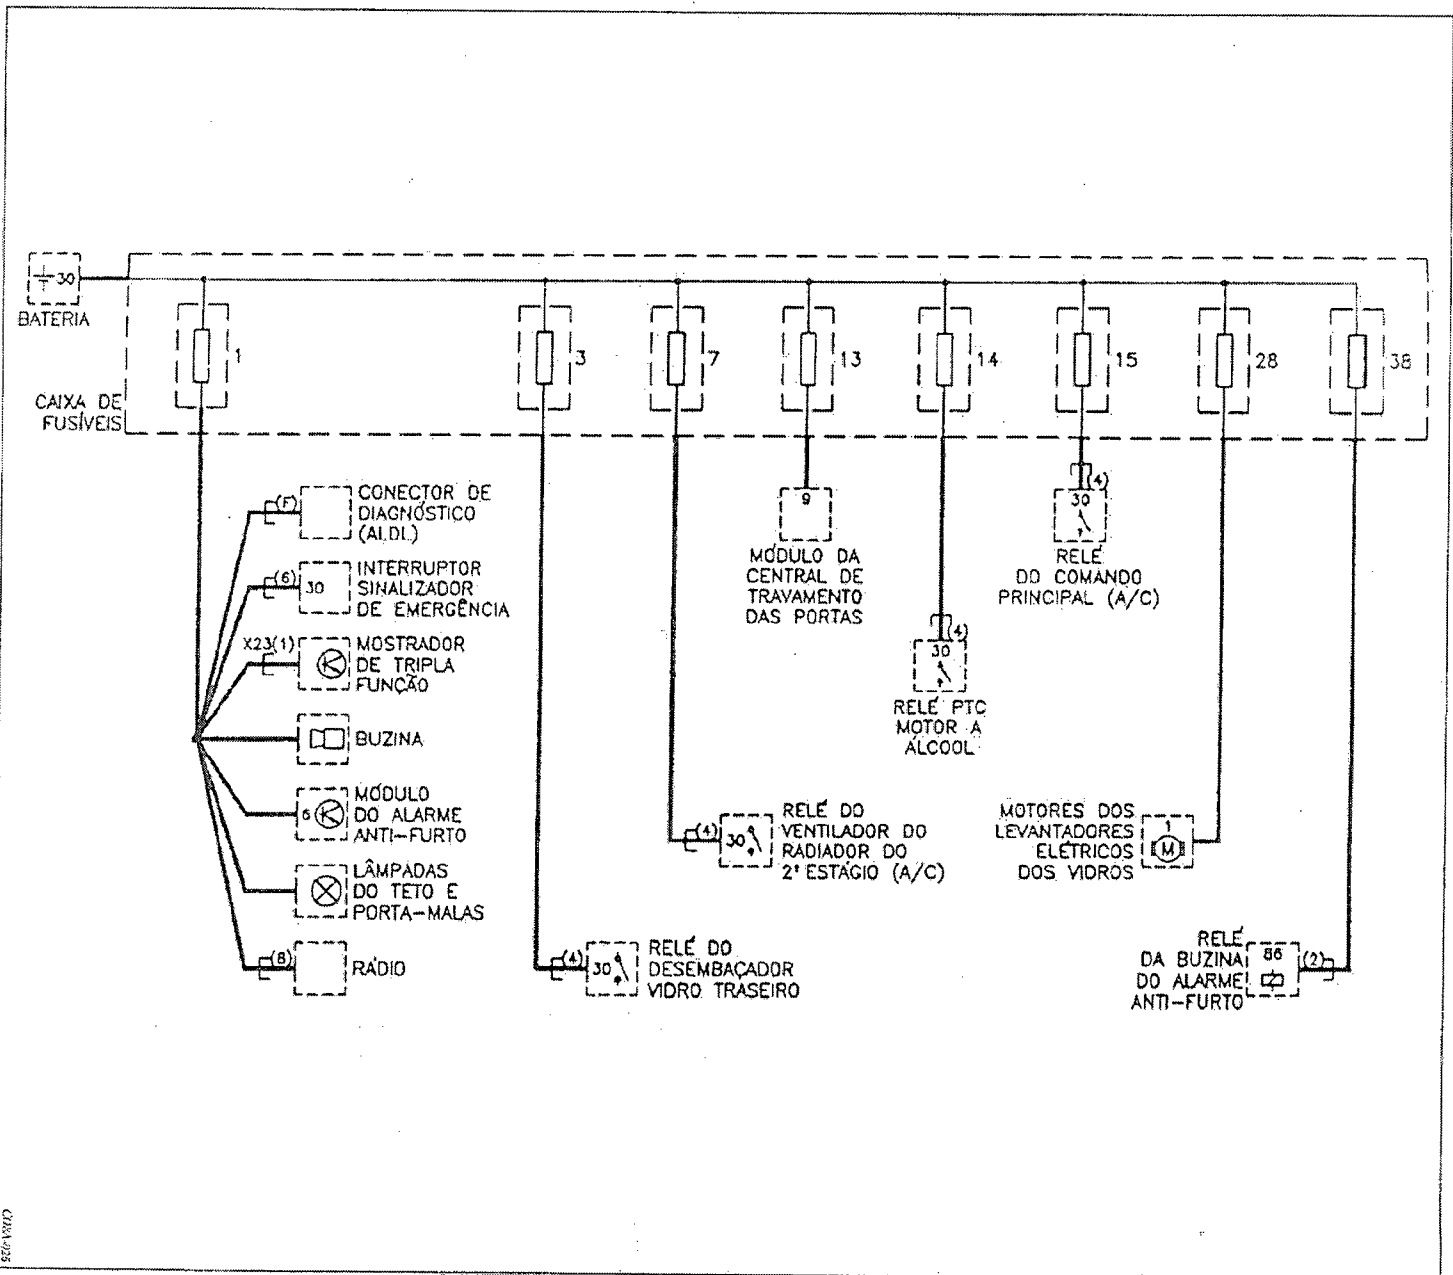 30
BATERIA
1
3
7
13
14
15
28
38
CAIXA DE
FUSÍVEIS
(F)
CONECTOR DE
DIAGNÓSTICO
(ALDL)
(6)
30
INTERRUPTOR
SINALIZADOR
DE EMERGÊNCIA
X23(1)
MOSTRADOR
DE TRIPLA
FUNÇÃO
BUZINA
6
MÓDULO
DO ALARME
ANTI-FURTO
LÂMPADAS
DO TETO E
PORTA-MALAS
(8)
RÁDIO
(4)
30
RELÉ DO
DESEMBAÇADOR
VIDRO TRASEIRO
(4)
30
RELÉ DO
VENTILADOR DO
RADIADOR DO
2° ESTÁGIO (A/C)
9
MÓDULO DA
CENTRAL DE
TRAVAMENTO
DAS PORTAS
(4)
30
RELÉ PTC
MOTOR A
ÁLCOOL
(4)
30
RELÉ
DO COMANDO
PRINCIPAL (A/C)
MOTORES DOS
LEVANTADORES
ELÉTRICOS
DOS VIDROS
1
M
RELÉ
DA BUZINA
DO ALARME
ANTI-FURTO
86
(2)